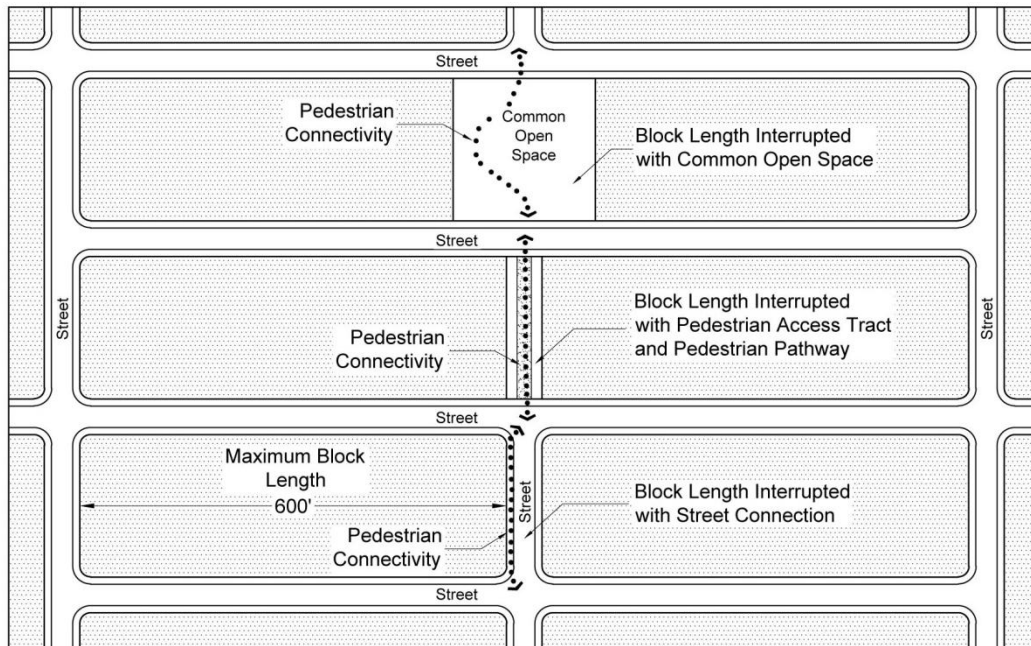 Street
Pedestrian
Connectivity
Common
Open
Space
Block Length Interrupted
with Common Open Space
Street
Street
Pedestrian
Connectivity
Block Length Interrupted
with Pedestrian Access Tract
and Pedestrian Pathway
Street
Street
Maximum Block
Length
600'
Pedestrian
Connectivity
Street
Block Length Interrupted
with Street Connection
Street